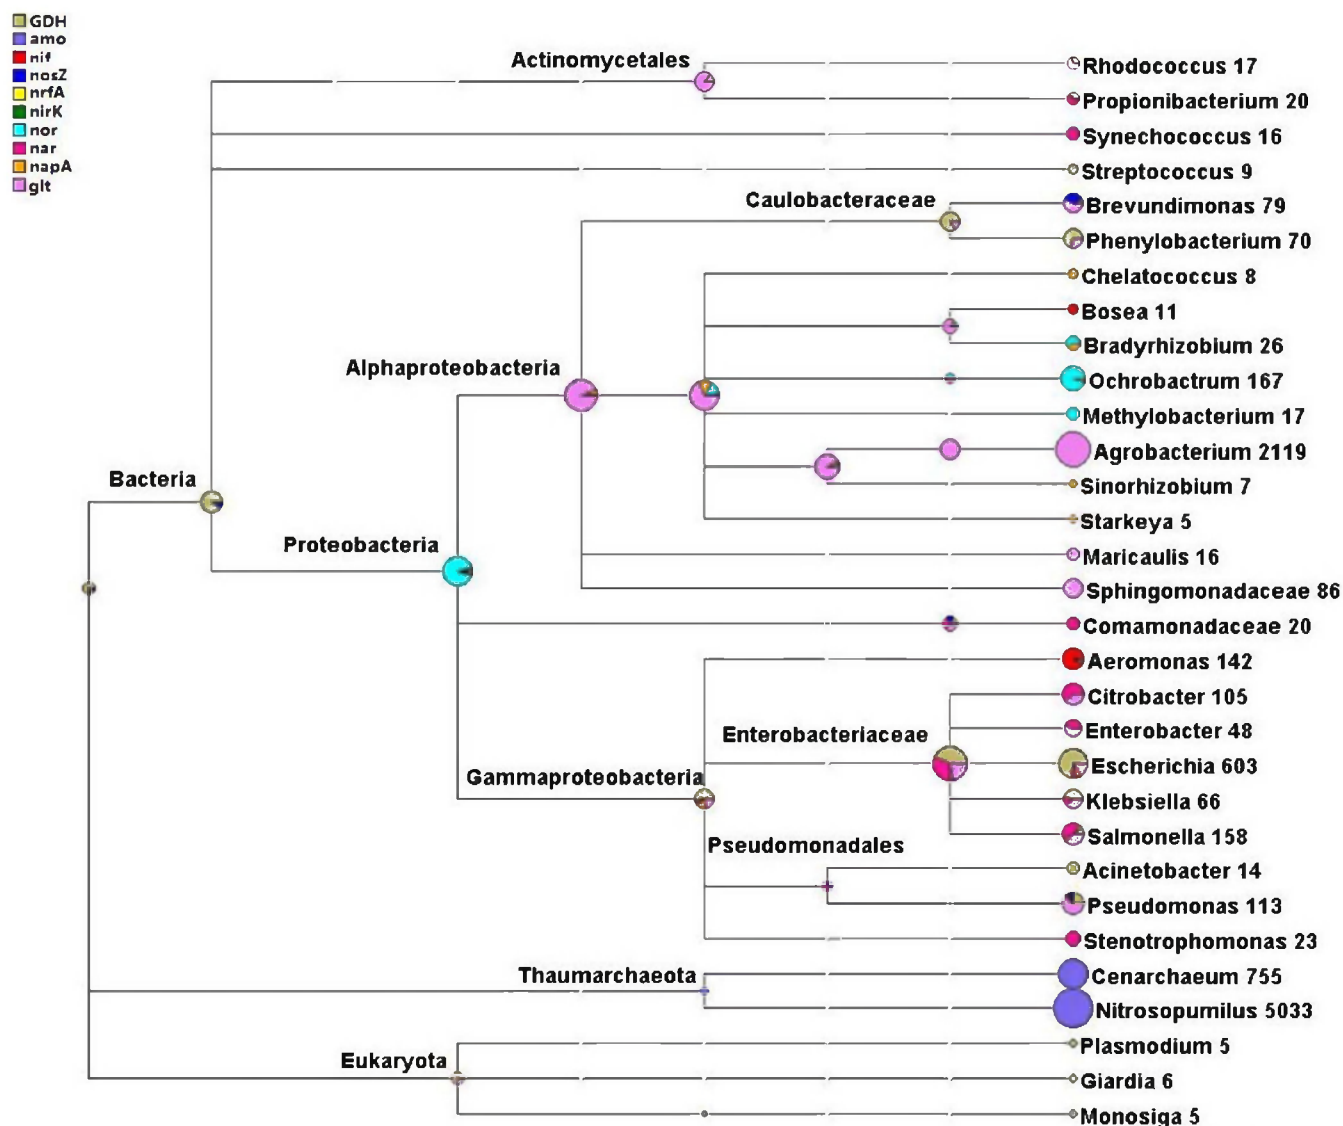 GDH
amo
nif
nosZ
nrfA
nirK
nor
nar
napA
glt
Actinomycetales
Rhodococcus 17
Propionibacterium 20
Synechococcus 16
Streptococcus 9
Caulobacteraceae
Brevundimonas 79
Phenylobacterium 70
Chelatococcus 8
Bosea 11
Bradyrhizobium 26
Alphaproteobacteria
Ochrobactrum 167
Methylobacterium 17
Agrobacterium 2119
Bacteria
Sinorhizobium 7
Starkeya 5
Proteobacteria
Maricaulis 16
Sphingomonadaceae 86
Comamonadaceae 20
Aeromonas 142
Citrobacter 105
Enterobacter 48
Enterobacteriaceae
Escherichia 603
Gammaproteobacteria
Klebsiella 66
Salmonella 158
Pseudomonadales
Acinetobacter 14
Pseudomonas 113
Stenotrophomonas 23
Thaumarchaeota
Cenarchaeum 755
Nitrosopumilus 5033
Plasmodium 5
Eukaryota
Giardia 6
Monosiga 5